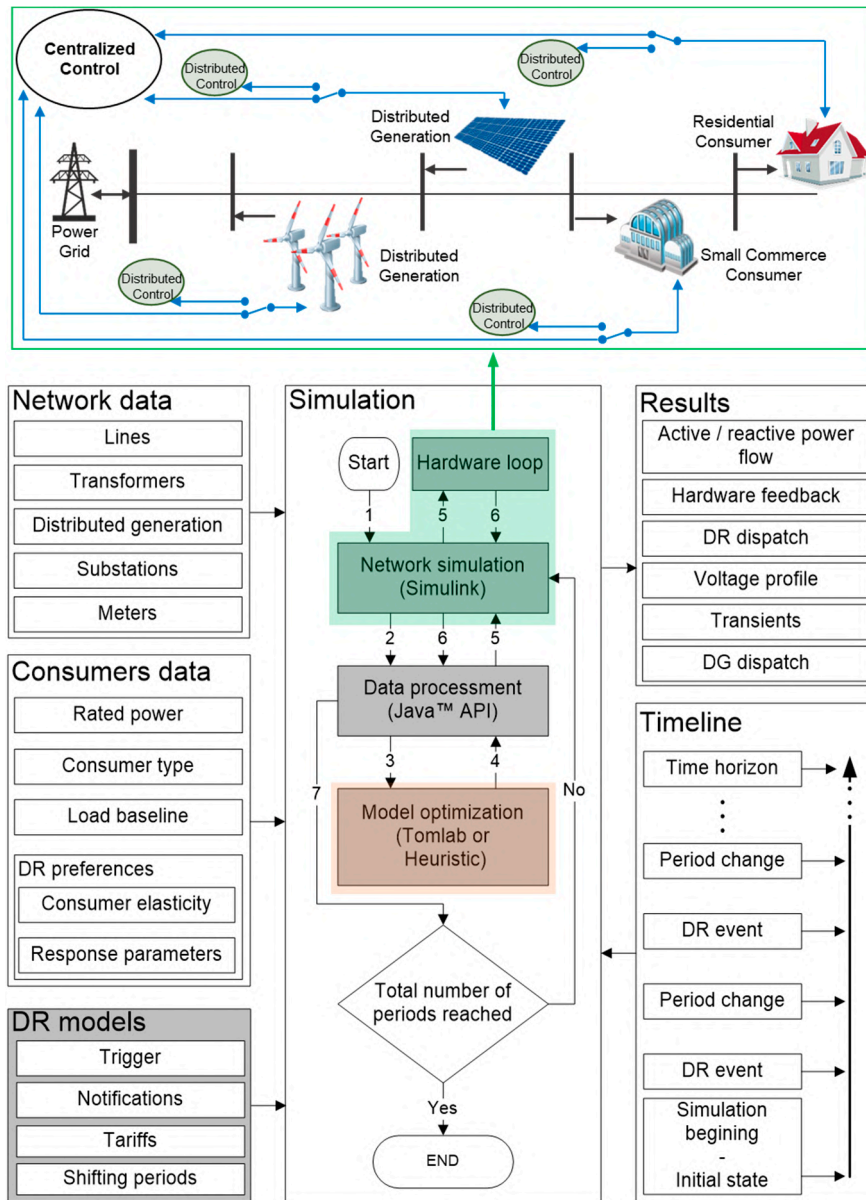 Centralized
Control
Distributed
Control
Distributed
Control
Distributed
Generation
Residential
Consumer
Power
Grid
Distributed
Generation
Small Commerce
Consumer
Distributed
Control
Distributed
Control
Network data
Lines
Transformers
Distributed generation
Substations
Meters
Consumers data
Rated power
Consumer type
Load baseline
DR preferences
Consumer elasticity
Response parameters
DR models
Trigger
Notifications
Tariffs
Shifting periods
Simulation
Start
Hardware loop
1
5
6
Network simulation
(Simulink)
2
6
5
Data processment
(Java™ API)
3
4
7
No
Model optimization
(Tomlab or
Heuristic)
Total number of
periods reached
Yes
END
Results
Active / reactive power
flow
Hardware feedback
DR dispatch
Voltage profile
Transients
DG dispatch
Timeline
Time horizon
Period change
DR event
Period change
DR event
Simulation
begining
-
Initial state